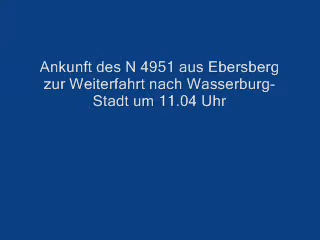 Ankunft des N 4951 aus Ebersberg
zur Weiterfahrt nach Wasserburg-
Stadt um 11.04 Uhr